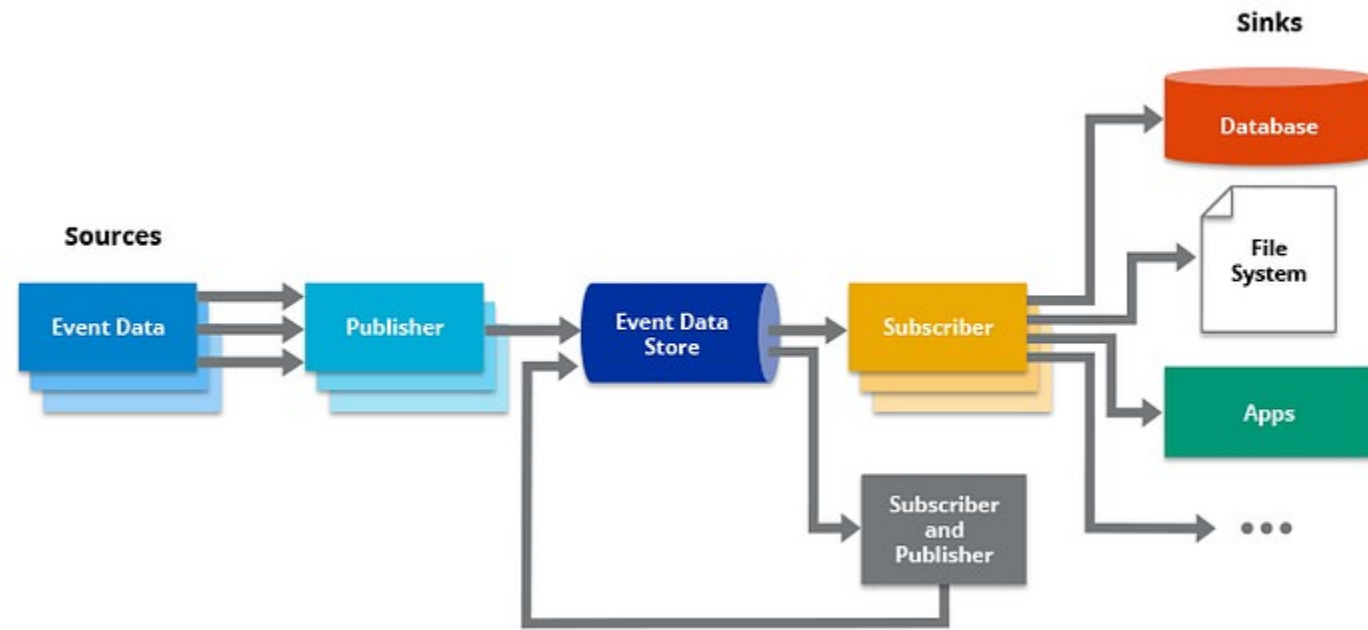 Sinks
Database
Sources
File
System
Event Data
Publisher
Event Data
Store
Subscriber
Apps
Subscriber
and
Publisher
•••